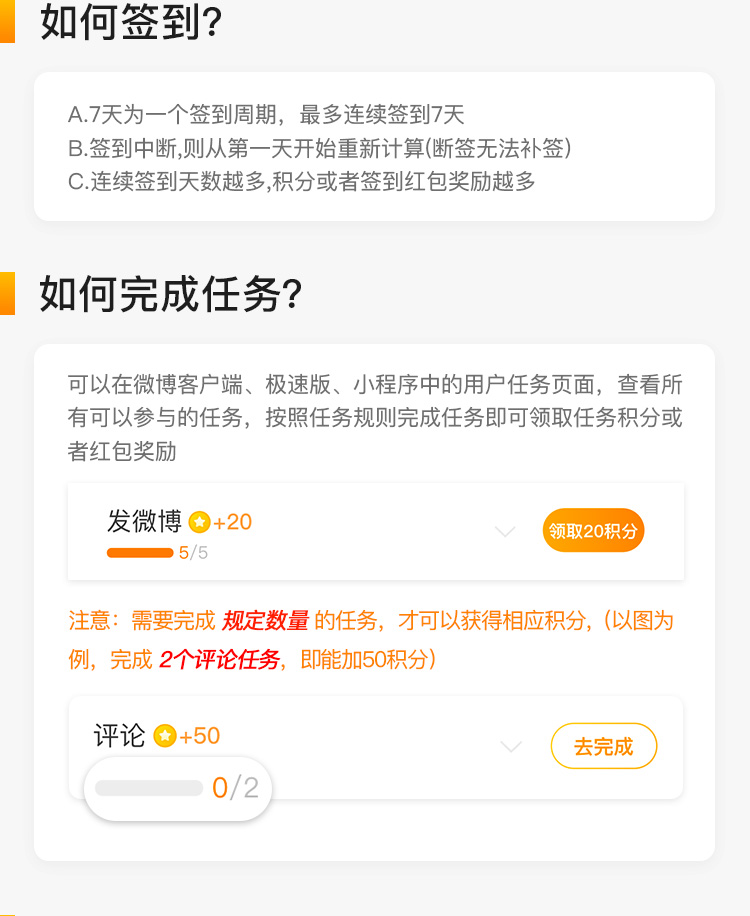 如何签到?
A.7天为一个签到周期，最多连续签到7天
B.签到中断,则从第一天开始重新计算(断签无法补签)
C.连续签到天数越多,积分或者签到红包奖励越多
如何完成任务?
可以在微博客户端、极速版、小程序中的用户任务页面，查看所
有可以参与的任务，按照任务规则完成任务即可领取任务积分或
者红包奖励
发微博 +20
领取20积分
5/5
注意：需要完成 规定数量 的任务，才可以获得相应积分,（以图为
例，完成 2个评论任务，即能加50积分）
评论 +50
去完成
0/2